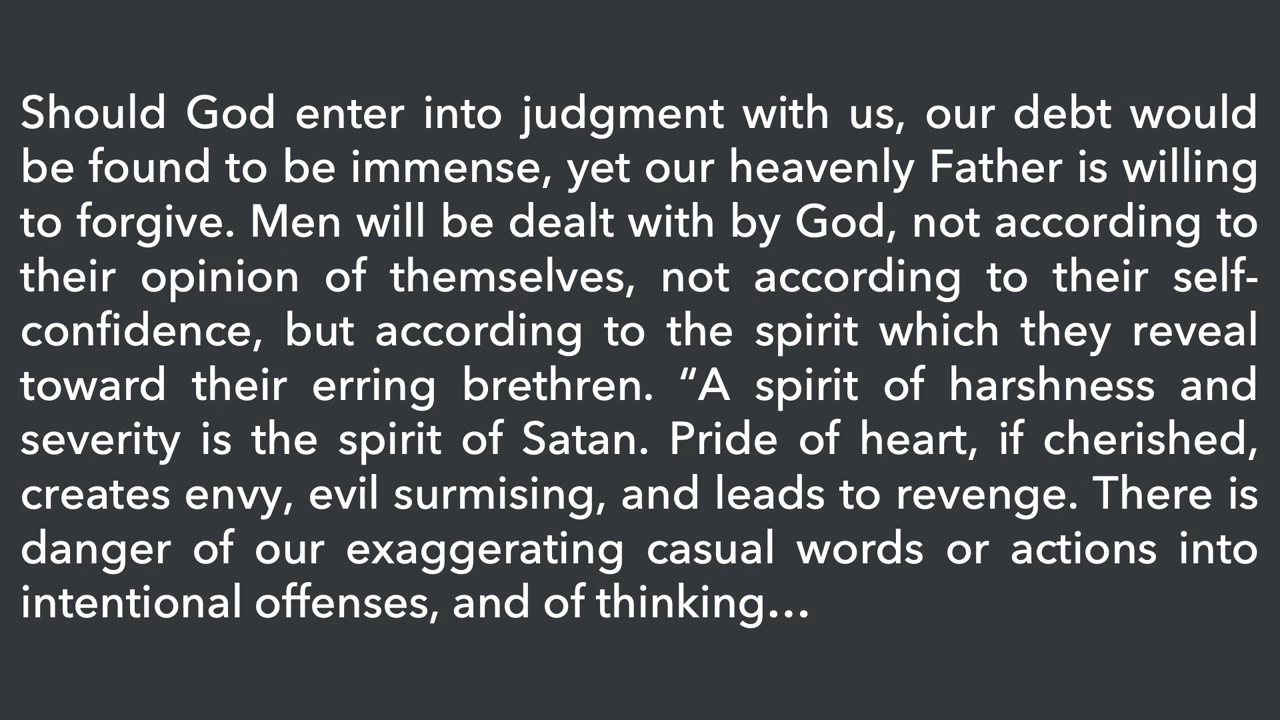 Should God enter into judgment with us, our debt would
be found to be immense, yet our heavenly Father is willing
to forgive. Men will be dealt with by God, not according to
their opinion of themselves, not according to their self-
confidence, but according to the spirit which they reveal
toward their erring brethren. “A spirit of harshness and
severity is the spirit of Satan. Pride of heart, if cherished,
creates envy, evil surmising, and leads to revenge. There is
danger of our exaggerating casual words or actions into
intentional offenses, and of thinking…